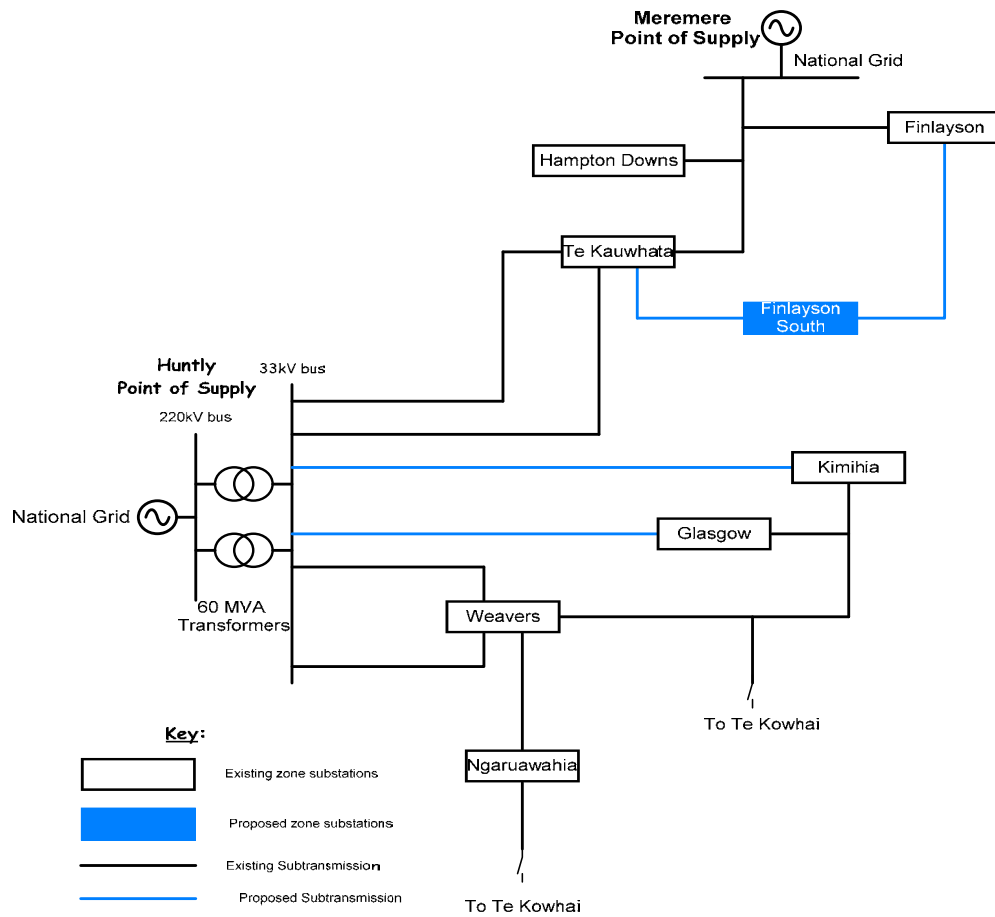 Meremere
Point of Supply
National Grid
Finlayson
Hampton Downs
Te Kauwhata
Finlayson
South
Huntly
Point of Supply
33kV bus
220kV bus
Kimihia
National Grid
Glasgow
60 MVA
Transformers
Weavers
To Te Kowhai
Key:
Ngaruawahia
Existing zone substations
Proposed zone substations
Existing Subtransmission
Proposed Subtransmission
To Te Kowhai